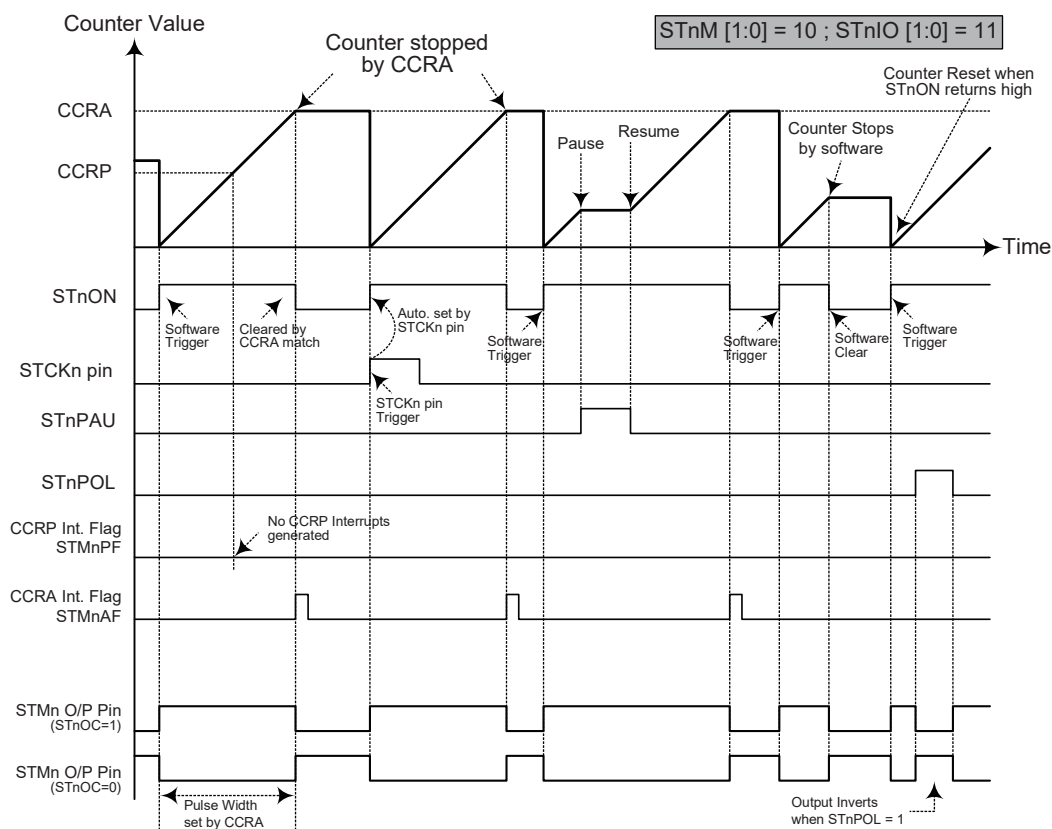 Counter Value
STnM [1:0] = 10 ; STnIO [1:0] = 11
Counter stopped
by CCRA
Counter Reset when
STnON returns high
CCRA
CCRP
Pause
Resume
Counter Stops
by software
Time
STnON
Software
Trigger
Cleared by
CCRA match
Auto. set by
STCKn pin
Software
Trigger
Software
Trigger
Software
Clear
Software
Trigger
STCKn pin
STCKn pin
Trigger
STnPAU
STnPOL
CCRP Int. Flag
STMnPF
No CCRP Interrupts
generated
CCRA Int. Flag
STMnAF
STMn O/P Pin
(STnOC=1)
STMn O/P Pin
(STnOC=0)
Pulse Width
set by CCRA
Output Inverts
when STnPOL = 1